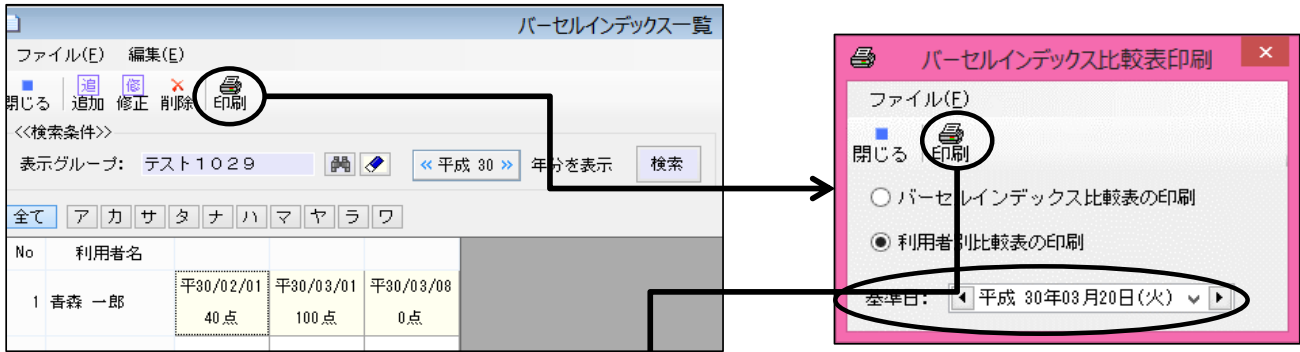 バーセルインデックス一覧
ファイル(F) 編集(E)
追 修
閉じる 追加 修正 削除 印刷
<<検索条件>>
表示グループ: テスト1029 << 平成 30 >> 年分を表示 検索
全て ア カ サ タ ナ ハ マ ヤ ラ ワ
No 利用者名
平30/02/01 平30/03/01 平30/03/08
1 書森 一郎
40点 100点 0点
バーセルインデックス比較表印刷 ×
ファイル(F)
閉じる 印刷
バーセルインデックス比較表の印刷
利用者別比較表の印刷
基準日: 平成 30年03月20日(火)